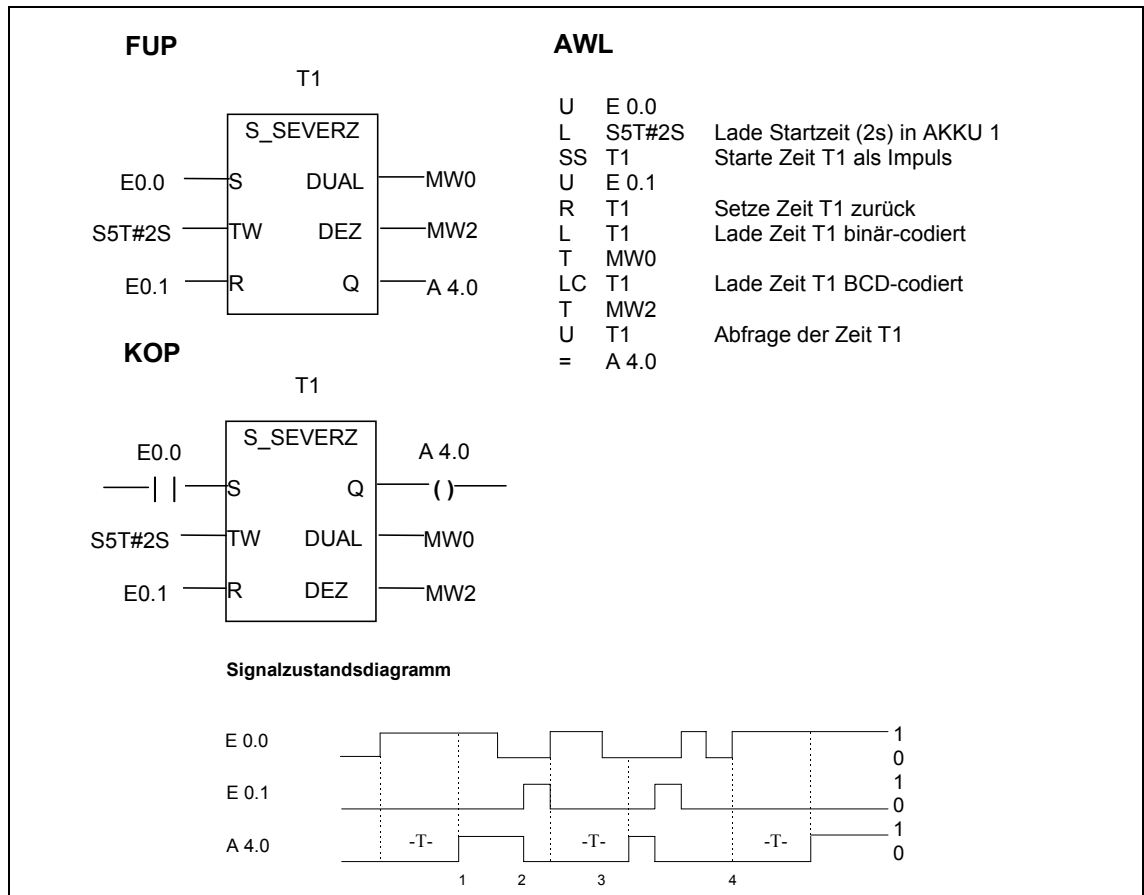 FUP
T1
S_SEVERZ
E0.0 S DUAL MW0
S5T#2S TW DEZ MW2
E0.1 R Q A 4.0
KOP
T1
S_SEVERZ
E0.0 A 4.0
S Q ( )
S5T#2S TW DUAL MW0
E0.1 R DEZ MW2
AWL
U E 0.0
L S5T#2S Lade Startzeit (2s) in AKKU 1
SS T1 Starte Zeit T1 als Impuls
U E 0.1
R T1 Setze Zeit T1 zurück
L T1 Lade Zeit T1 binär-codiert
T MW0
LC T1 Lade Zeit T1 BCD-codiert
T MW2
U T1 Abfrage der Zeit T1
= A 4.0
Signalzustandsdiagramm
E 0.0 1
0
E 0.1 1
0
A 4.0 -T- -T- -T- 1
0
1 2 3 4